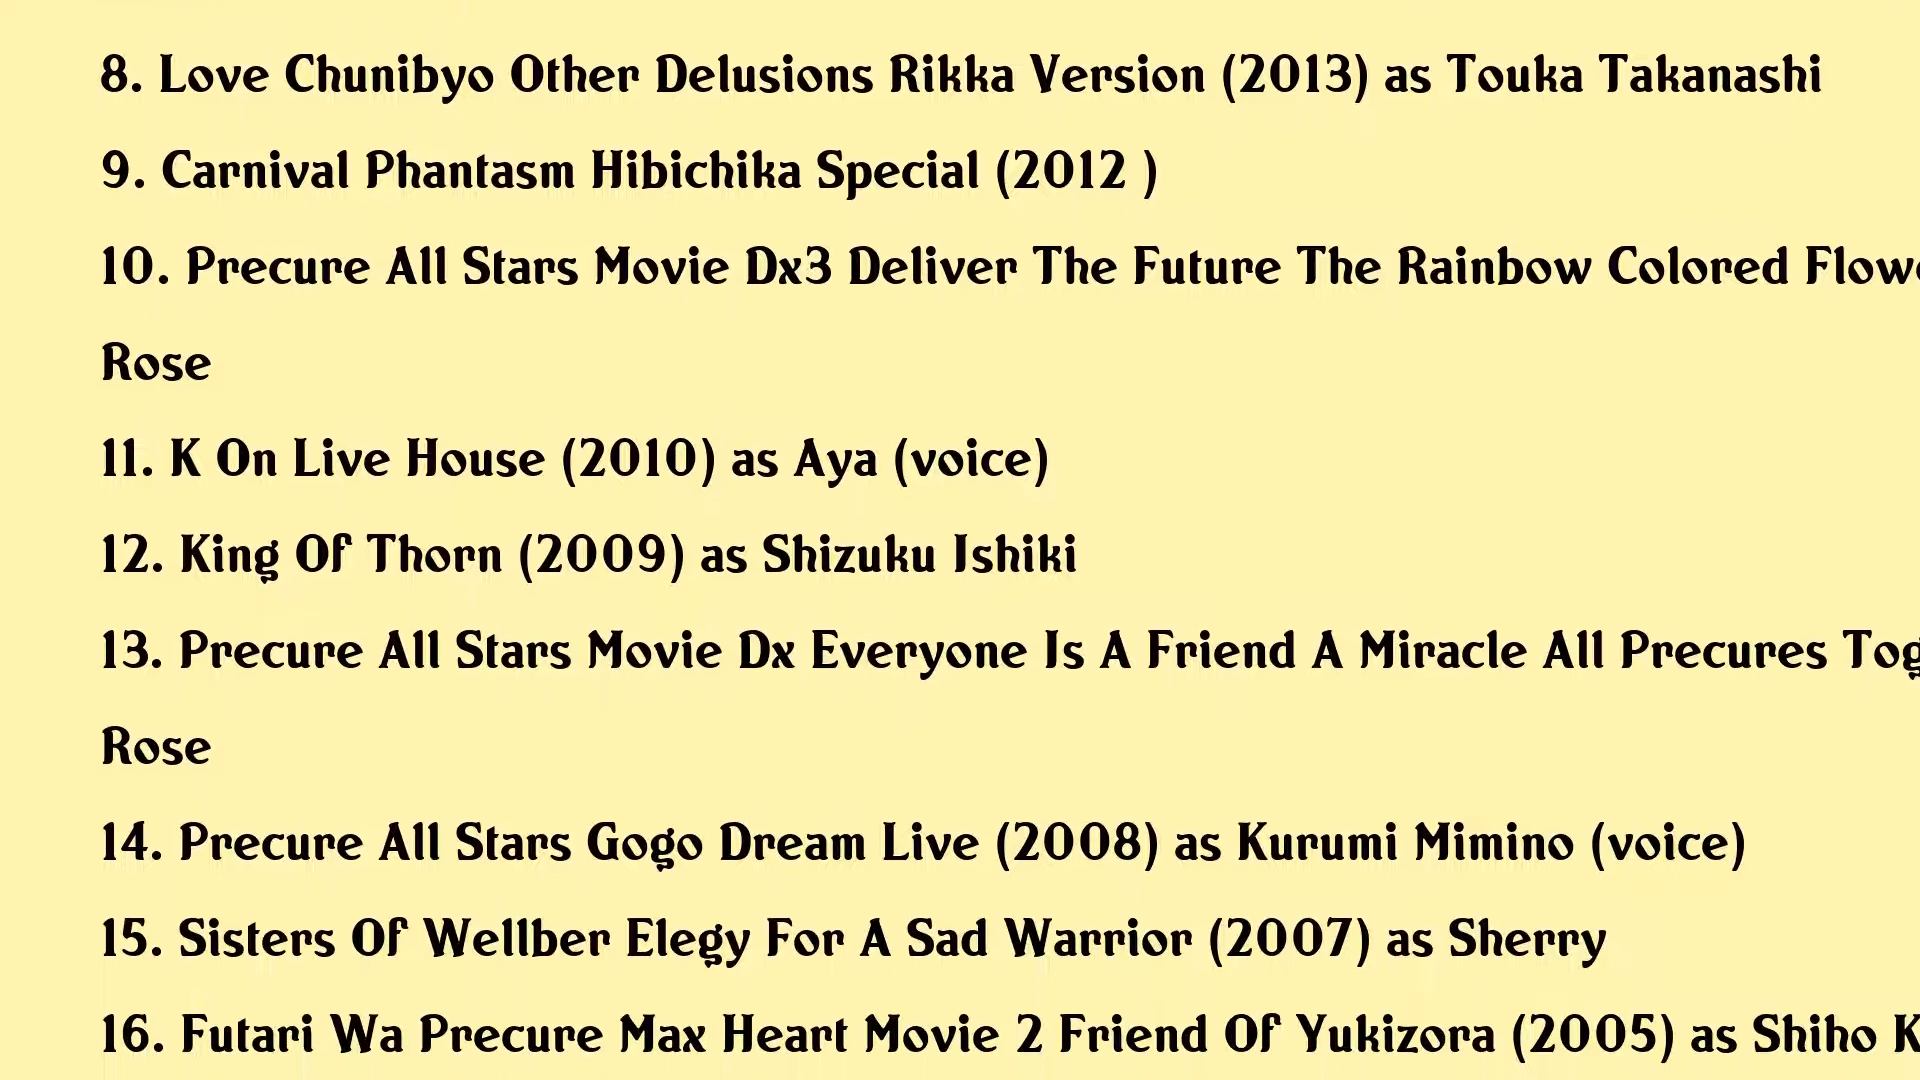 8. Love Chunibyo Other Delusions Rikka Version (2013) as Touka Takanashi
9. Carnival Phantasm Hibichika Special (2012 )
10. Precure All Stars Movie Dx3 Deliver The Future The Rainbow Colored
Rose
11. K On Live House (2010) as Aya (voice)
12. King Of Thorn (2009) as Shizuku Ishiki
13. Precure All Stars Movie Dx Everyone Is A Friend A Miracle All Precures
Rose
14. Precure All Stars Gogo Dream Live (2008) as Kurumi Mimino (voice)
15. Sisters Of Wellber Elegy For A Sad Warrior (2007) as Sherry
16. Futari Wa Precure Max Heart Movie 2 Friend Of Yukizora (2005) as Shiho